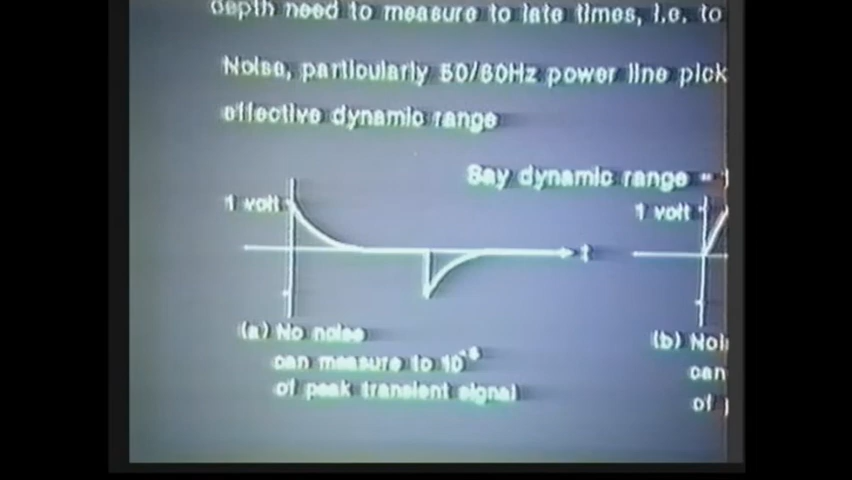 depth need to measure to late times, i.e. to
Noise, particularly 50/60Hz power line pick
effective dynamic range
Say dynamic range =
1 volt
1 volt
t
(a) No noise
can measure to 10
of peak transient signal
(b) Noi
can
of